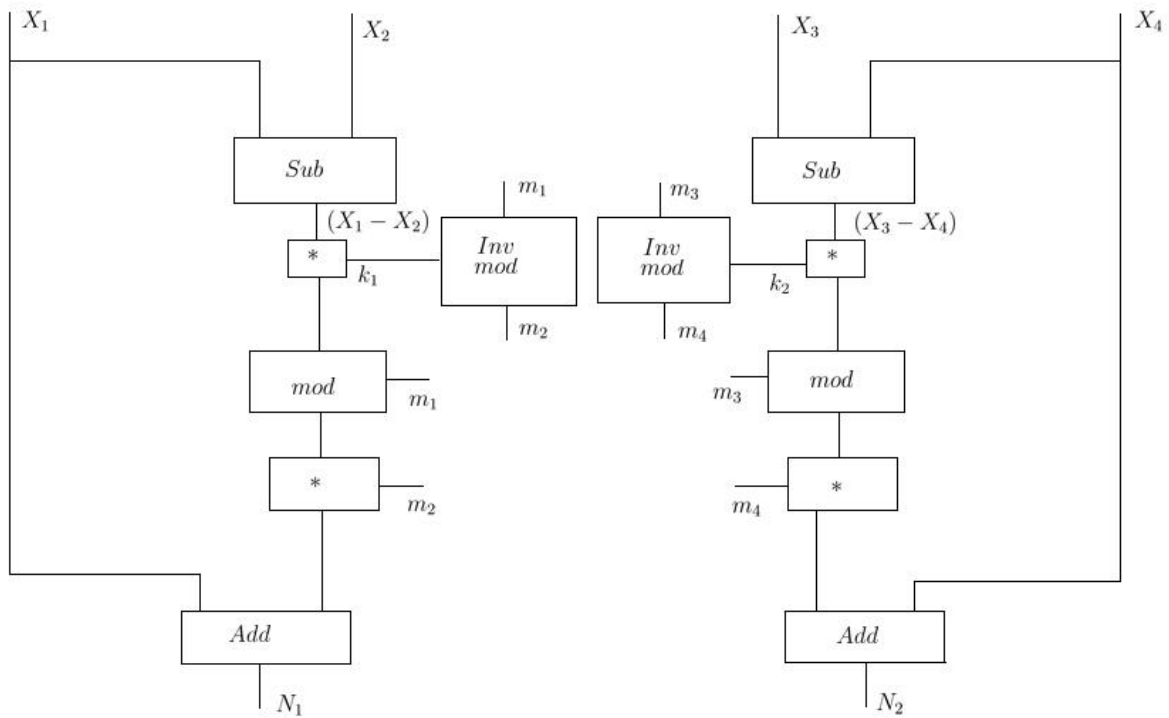 X₁
X₂
X₃
X₄
Sub
Sub
m₁
m₃
(X₁ − X₂)
(X₃ − X₄)
*
k₁
Inv
mod
Inv
mod
k₂
*
m₂
m₄
mod
m₁
m₃
mod
*
m₂
m₄
*
Add
Add
N₁
N₂